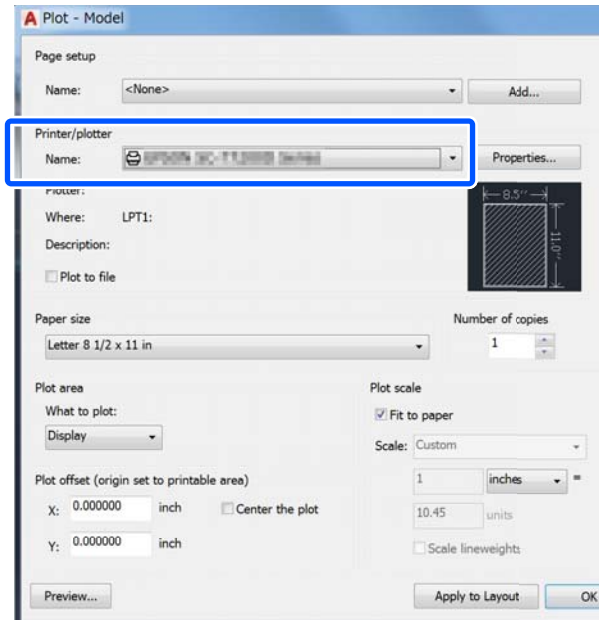 Plot - Model
Page setup
Name: <None> Add...
Printer/plotter
Name: Properties...
Plotter:
Where: LPT1:
Description:
Plot to file
8.5''
11.0''
Paper size
Letter 8 1/2 x 11 in
Number of copies
1
Plot area
What to plot:
Display
Plot scale
Fit to paper
Scale: Custom
1 inches =
10.45 units
Scale lineweights
Plot offset (origin set to printable area)
X: 0.000000 inch Center the plot
Y: 0.000000 inch
Preview... Apply to Layout OK